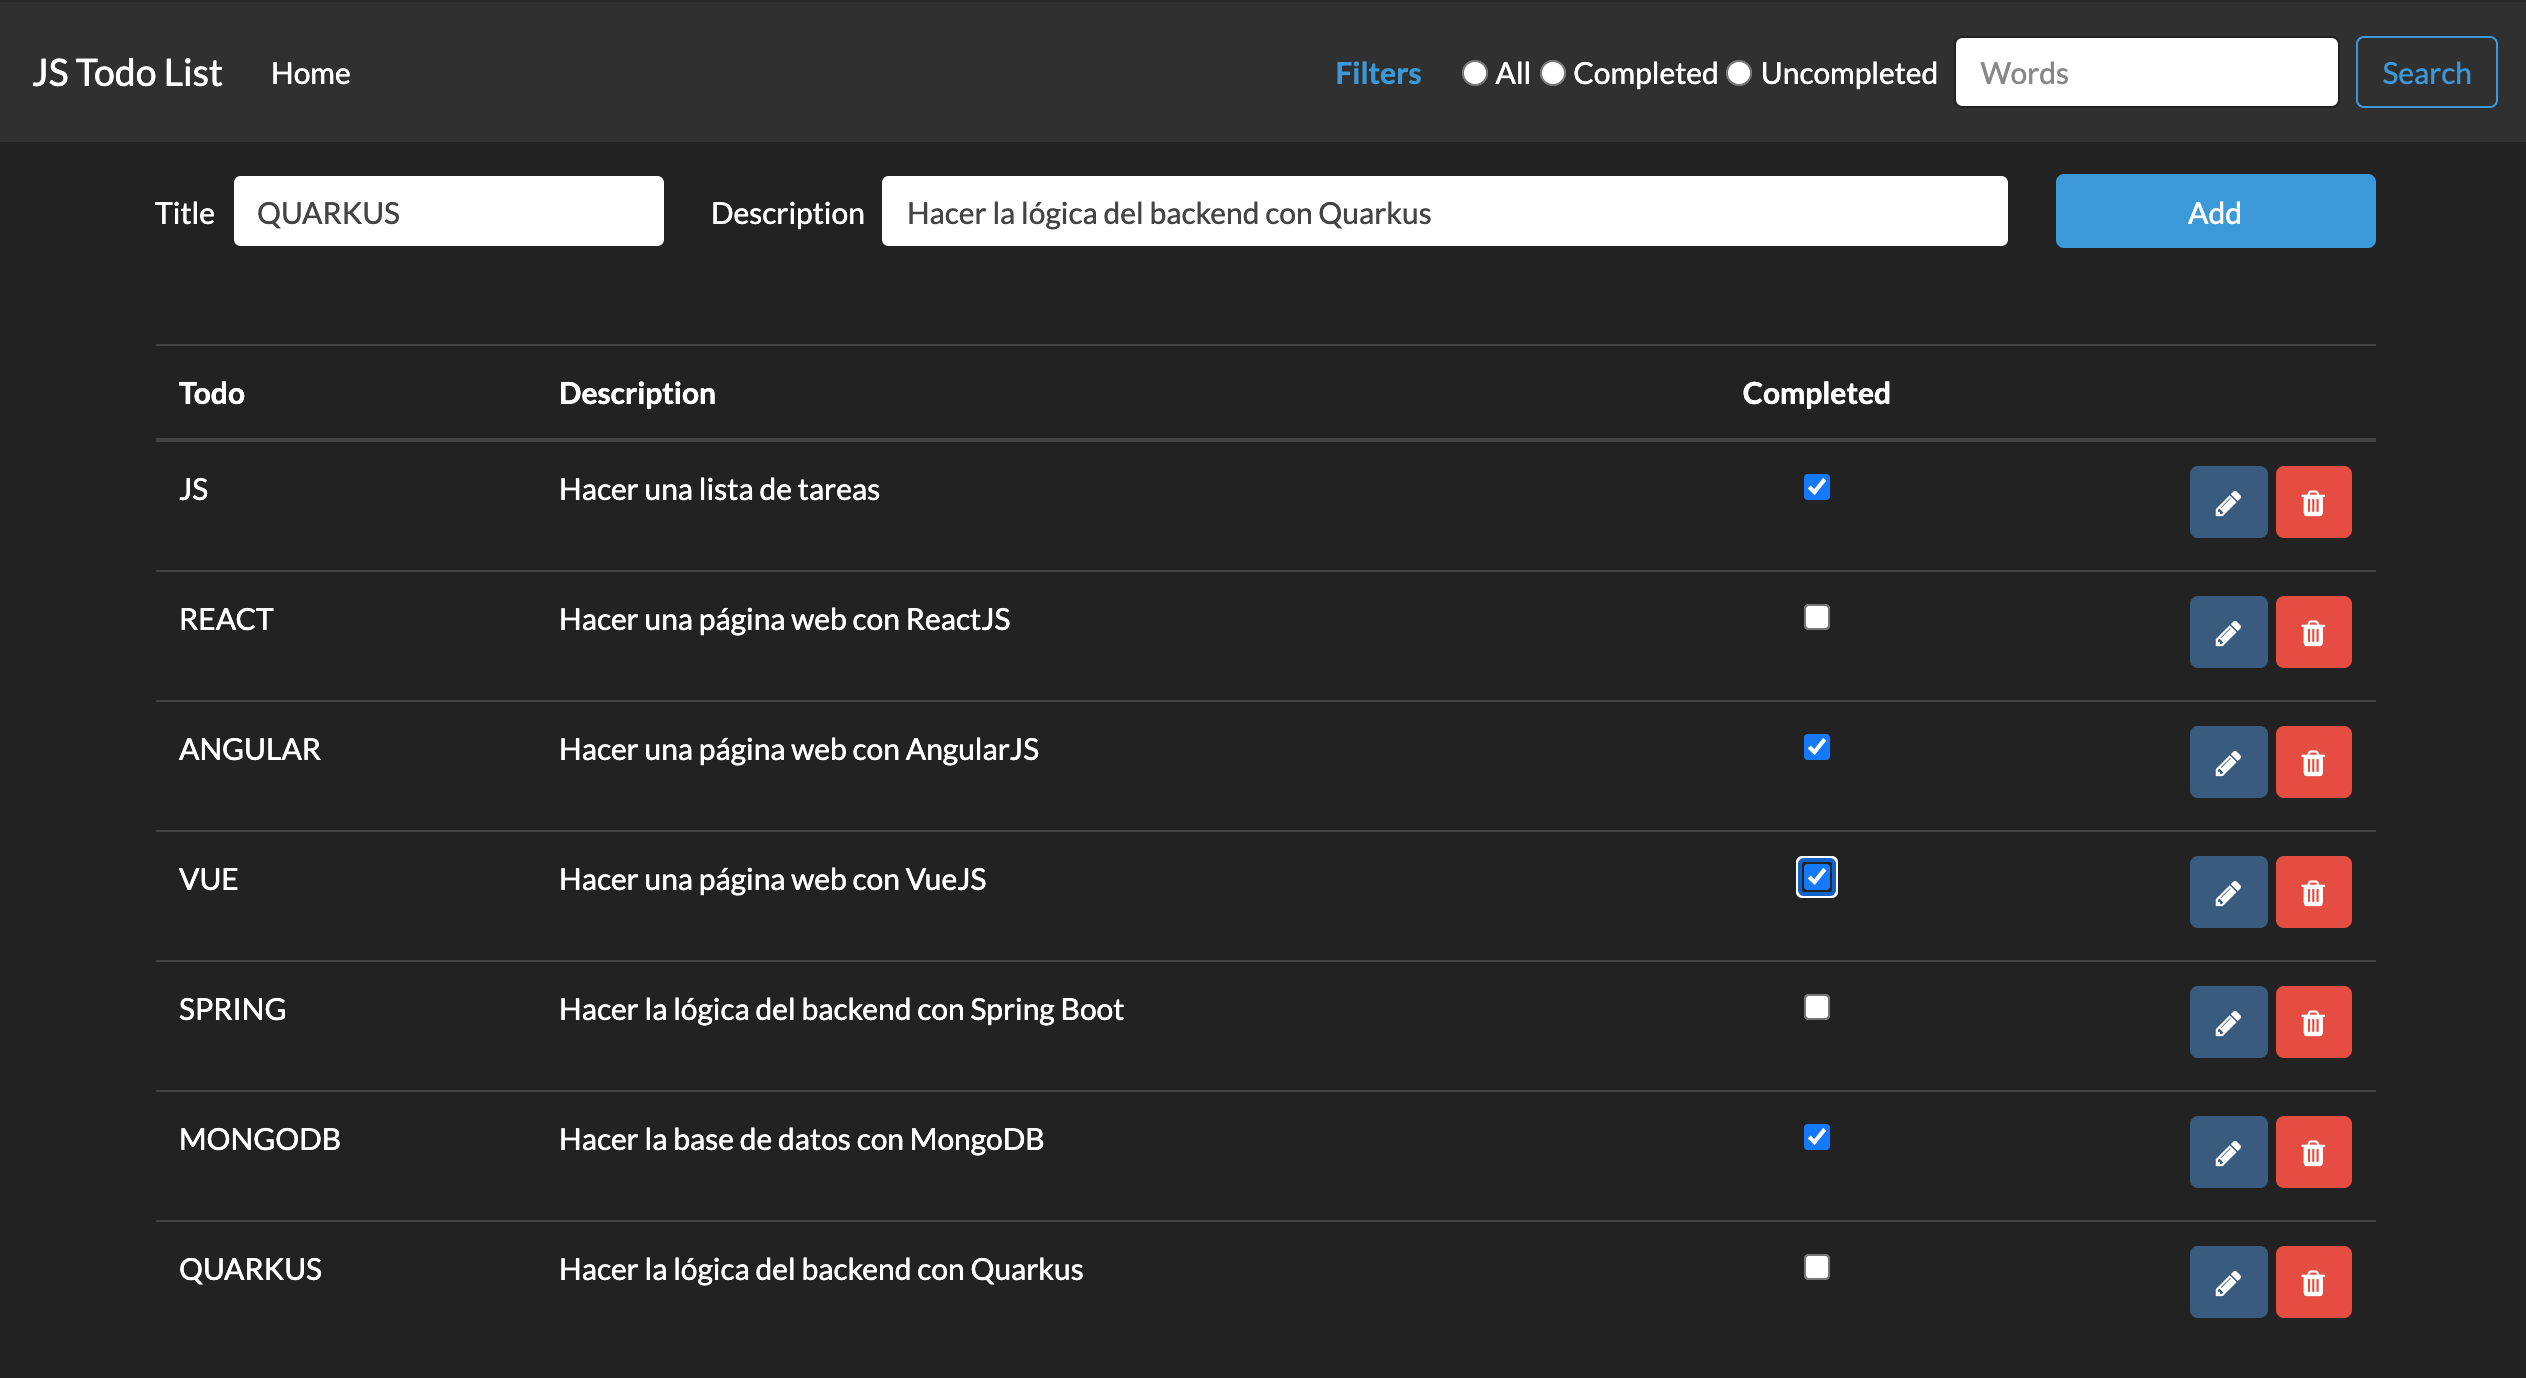 JS Todo List Home Filters All Completed Uncompleted Words Search
Title QUARKUS Description Hacer la lógica del backend con Quarkus Add
Todo Description Completed
JS Hacer una lista de tareas
REACT Hacer una página web con ReactJS
ANGULAR Hacer una página web con AngularJS
VUE Hacer una página web con VueJS
SPRING Hacer la lógica del backend con Spring Boot
MONGODB Hacer la base de datos con MongoDB
QUARKUS Hacer la lógica del backend con Quarkus